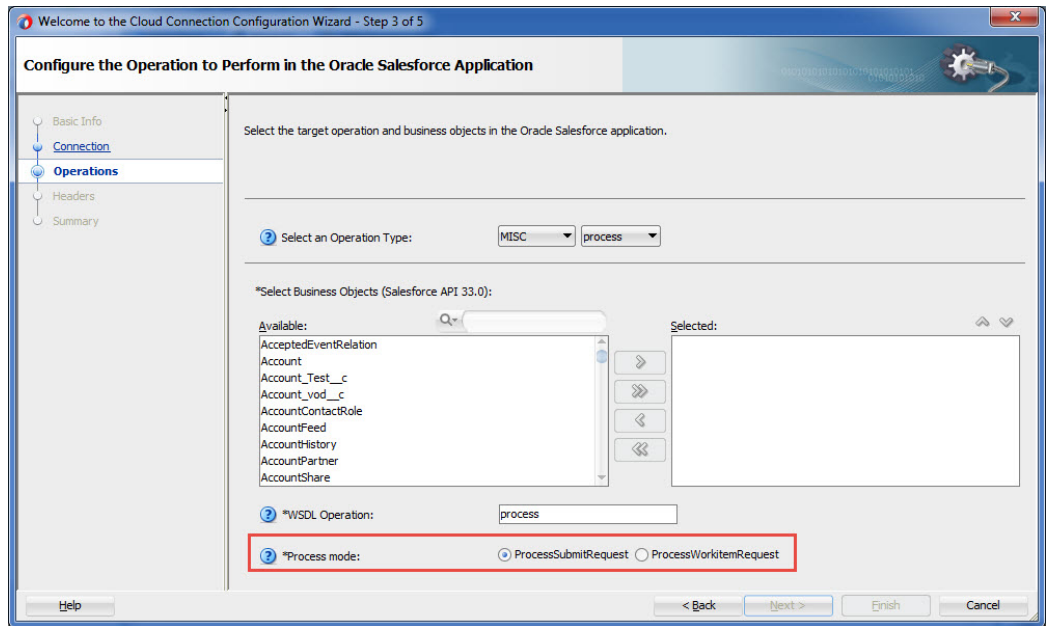 Welcome to the Cloud Connection Configuration Wizard - Step 3 of 5
x
Configure the Operation to Perform in the Oracle Salesforce Application
Basic Info
Connection
Operations
Headers
Summary
Select the target operation and business objects in the Oracle Salesforce application.
? Select an Operation Type: MISC process
*Select Business Objects (Salesforce API 33.0):
Available: Selected:
AcceptedEventRelation
Account
Account_Test__c
Account_vod__c
AccountContactRole
AccountFeed
AccountHistory
AccountPartner
AccountShare
? *WSDL Operation: process
? *Process mode: ProcessSubmitRequest ProcessWorkitemRequest
Help < Back Next > Finish Cancel